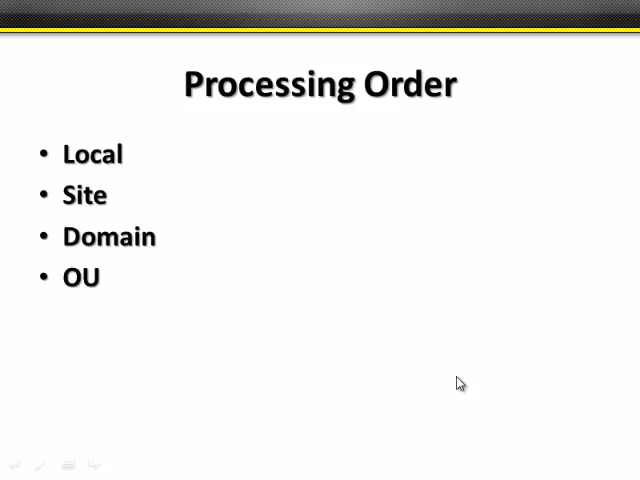 Processing Order
• Local
• Site
• Domain
• OU